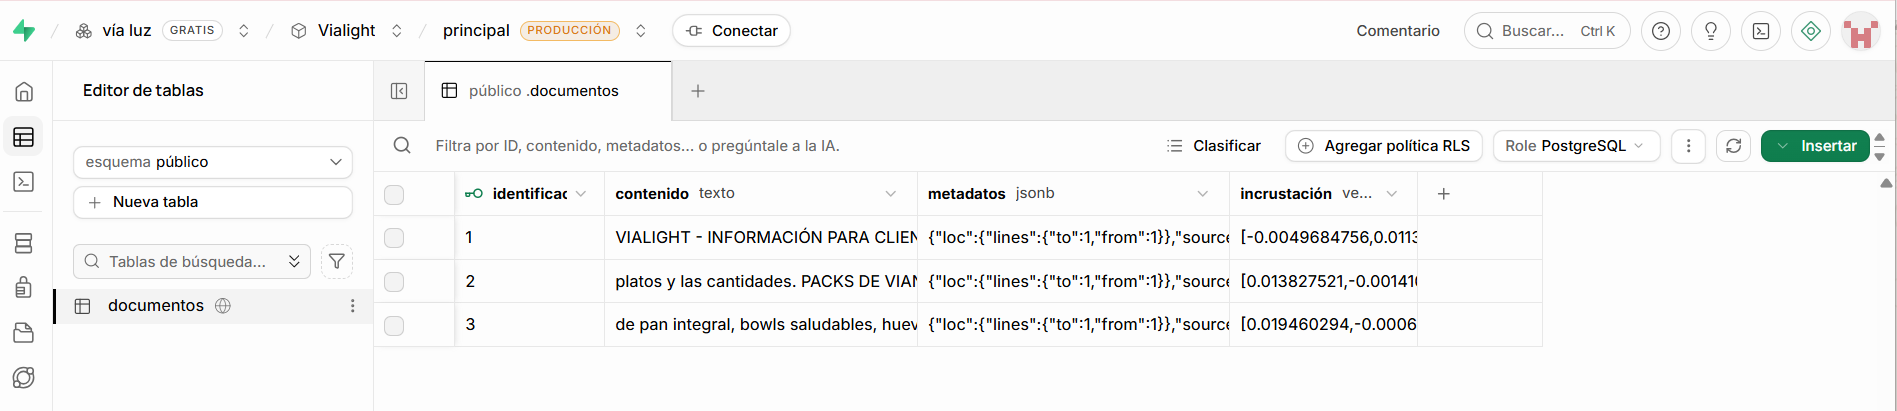 vía luz GRATIS Vialight principal PRODUCCIÓN Conectar Comentario Buscar... Ctrl K
Editor de tablas
público .documentos
esquema público
Nueva tabla
Tablas de búsqueda...
documentos
Filtra por ID, contenido, metadatos... o pregúntale a la IA.
Clasificar Agregar política RLS Role PostgreSQL Insertar
identificac contenido texto metadatos jsonb incrustación ve...
1 VIALIGHT - INFORMACIÓN PARA CLIEN {"loc":{"lines":{"to":1,"from":1}},"source [-0.0049684756,0.0113
2 platos y las cantidades. PACKS DE VIAN {"loc":{"lines":{"to":1,"from":1}},"source [0.013827521,-0.001410
3 de pan integral, bowls saludables, huev {"loc":{"lines":{"to":1,"from":1}},"source [0.019460294,-0.0006